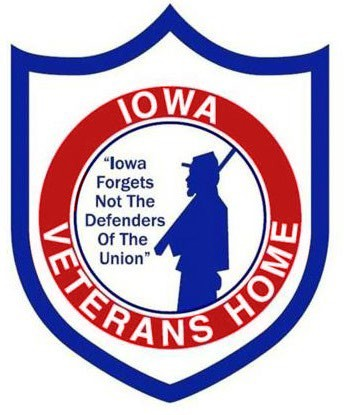 IOWA
“Iowa
Forgets
Not The
Defenders
Of The
Union”
VETERANS HOME